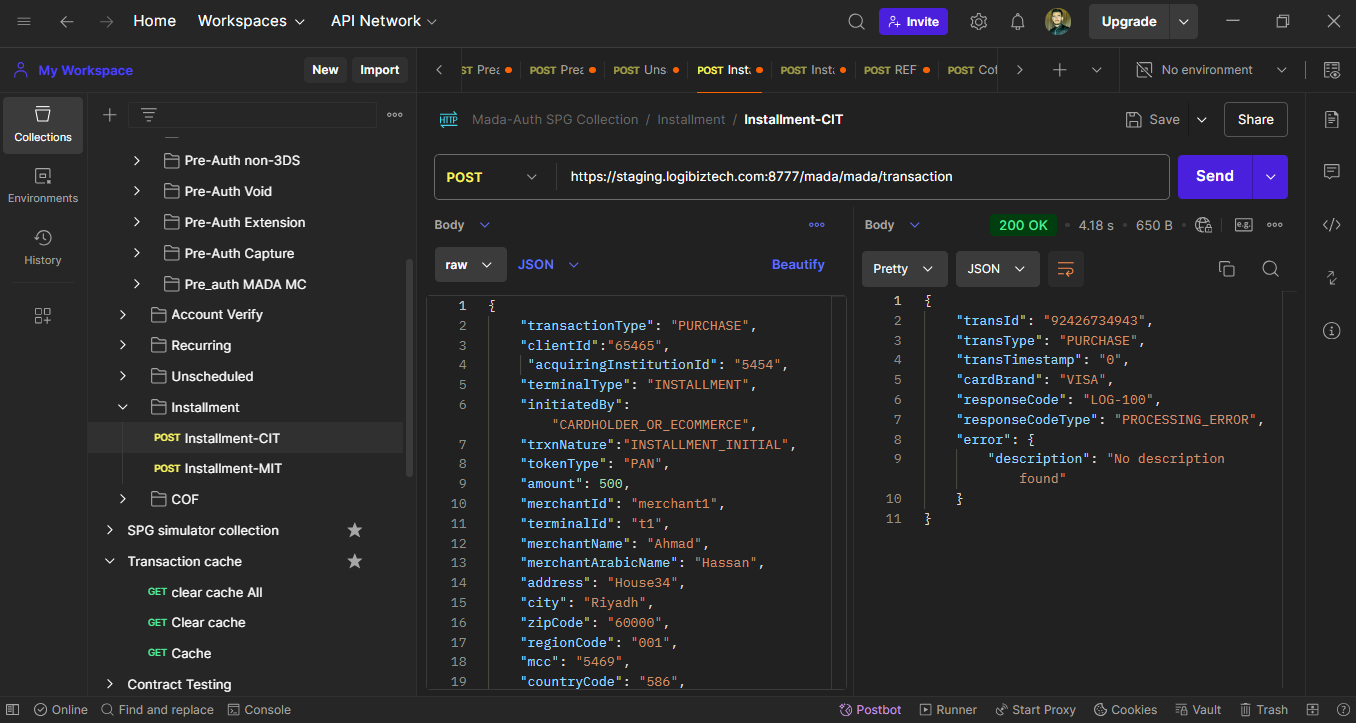 Home Workspaces API Network Invite Upgrade
My Workspace New Import
POST Unst POST Inst POST Inst POST REF POST Cof No environment
Collections
Environments
History
Pre-Auth non-3DS
Pre-Auth Void
Pre-Auth Extension
Pre-Auth Capture
Pre_auth MADA MC
Account Verify
Recurring
Unscheduled
Installment
POST Installment-CIT
POST Installment-MIT
COF
SPG simulator collection
Transaction cache
GET clear cache All
GET Clear cache
GET Cache
Contract Testing
HTTP Mada-Auth SPG Collection / Installment / Installment-CIT Save Share
POST https://staging.logibiztech.com:8777/mada/mada/transaction Send
Body
raw JSON Beautify
1 {
2 "transactionType": "PURCHASE",
3 "clientId":"65465",
4 "acquiringInstitutionId": "5454",
5 "terminalType": "INSTALLMENT",
6 "initiatedBy":
"CARDHOLDER_OR_ECOMMERCE",
7 "trxnNature":"INSTALLMENT_INITIAL",
8 "tokenType": "PAN",
9 "amount": 500,
10 "merchantId": "merchant1",
11 "terminalId": "t1",
12 "merchantName": "Ahmad",
13 "merchantArabicName": "Hassan",
14 "address": "House34",
15 "city": "Riyadh",
16 "zipCode": "60000",
17 "regionCode": "001",
18 "mcc": "5469",
19 "countryCode": "586",
Body 200 OK • 4.18 s • 650 B e.g.
Pretty JSON
1 {
2 "transId": "92426734943",
3 "transType": "PURCHASE",
4 "transTimestamp": "0",
5 "cardBrand": "VISA",
6 "responseCode": "LOG-100",
7 "responseCodeType": "PROCESSING_ERROR",
8 "error": {
9 "description": "No description
found"
10 }
11 }
Online Find and replace Console Postbot Runner Start Proxy Cookies Vault Trash